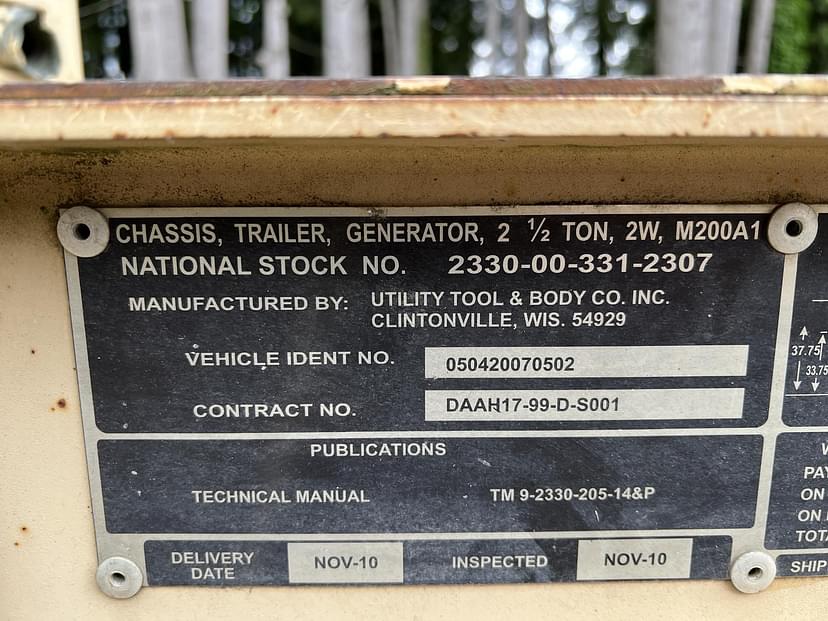 CHASSIS, TRAILER, GENERATOR, 2 ½ TON, 2W, M200A1
NATIONAL STOCK NO. 2330-00-331-2307
MANUFACTURED BY: UTILITY TOOL & BODY CO. INC.
CLINTONVILLE, WIS. 54929
VEHICLE IDENT NO. 050420070502
CONTRACT NO. DAAH17-99-D-S001
PUBLICATIONS
TECHNICAL MANUAL TM 9-2330-205-14&P
DELIVERY DATE NOV-10 INSPECTED NOV-10
37.75
33.75
PAY
ON
ON
TOTA
SHIP